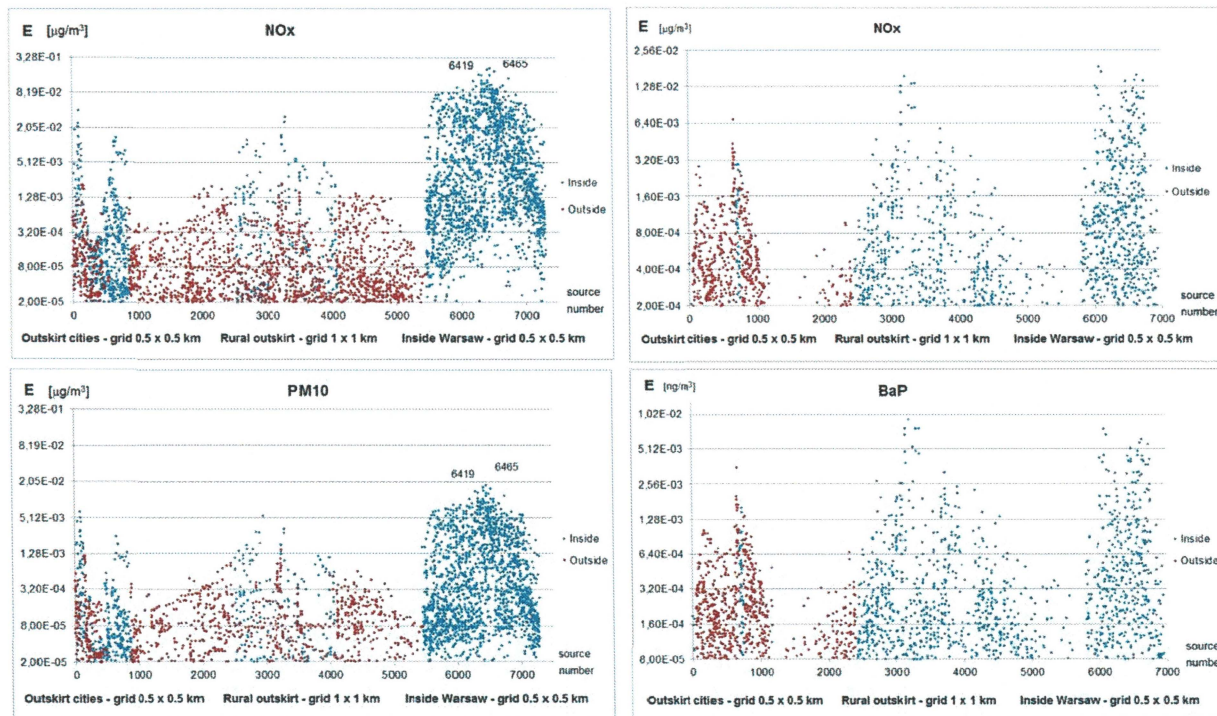 E [µg/m³] NOx
3,28E-01
8,19E-02
2,05E-02
5,12E-03
1,28E-03
3,20E-04
8,00E-05
2,00E-05
6419 6465
Inside
Outside
0 1000 2000 3000 4000 5000 6000 7000
source
number
Outskirt cities - grid 0.5 x 0.5 km Rural outskirt - grid 1 x 1 km Inside Warsaw - grid 0.5 x 0.5 km
E [µg/m³] NOx
2,56E-02
1,28E-02
6,40E-03
3,20E-03
1,60E-03
8,00E-04
4,00E-04
2,00E-04
Inside
Outside
0 1000 2000 3000 4000 5000 6000 7000
source
number
Outskirt cities - grid 0.5 x 0.5 km Rural outskirt - grid 1 x 1 km Inside Warsaw - grid 0.5 x 0.5 km
E [µg/m³] PM10
3,28E-01
8,19E-02
2,05E-02
5,12E-03
1,28E-03
3,20E-04
8,00E-05
2,00E-05
6419 6465
Inside
Outside
0 1000 2000 3000 4000 5000 6000 7000
source
number
Outskirt cities - grid 0.5 x 0.5 km Rural outskirt - grid 1 x 1 km Inside Warsaw - grid 0.5 x 0.5 km
E [ng/m³] BaP
1,02E-02
5,12E-03
2,56E-03
1,28E-03
6,40E-04
3,20E-04
1,60E-04
8,00E-05
Inside
Outside
0 1000 2000 3000 4000 5000 6000 7000
source
number
Outskirt cities - grid 0.5 x 0.5 km Rural outskirt - grid 1 x 1 km Inside Warsaw - grid 0.5 x 0.5 km